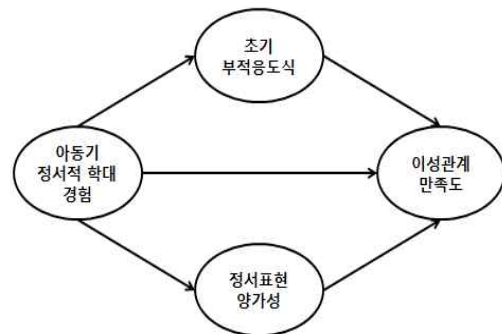 초기
부적응도식
아동기
정서적 학대
경험
이성관계
만족도
정서표현
양가성